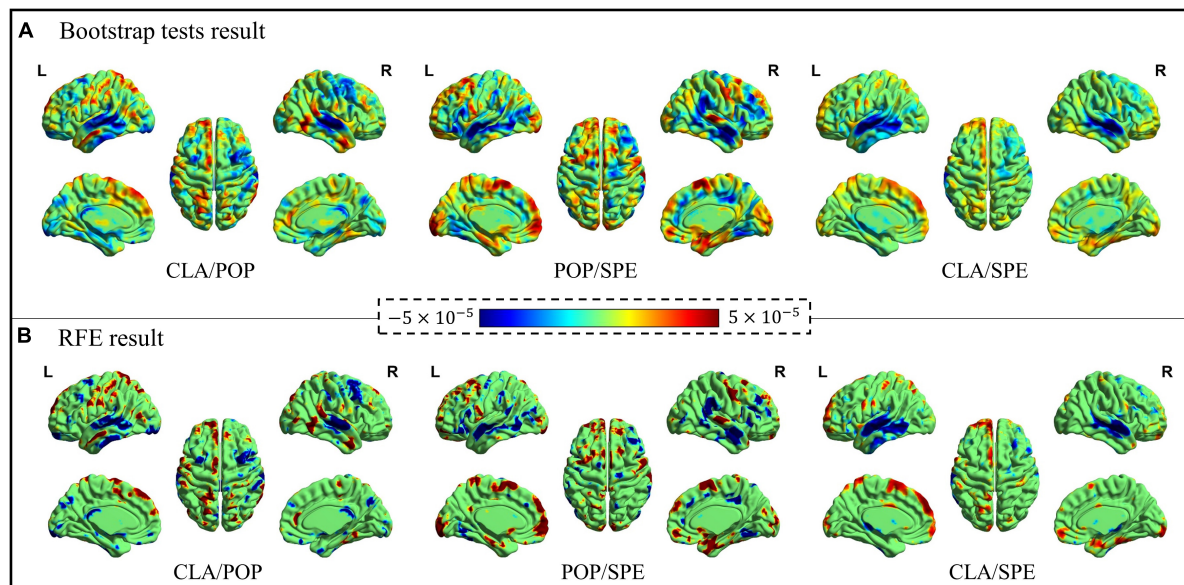 A Bootstrap tests result
L R L R L R
CLA/POP POP/SPE CLA/SPE
−5 × 10⁻⁵ 5 × 10⁻⁵
B RFE result
L R L R L R
CLA/POP POP/SPE CLA/SPE